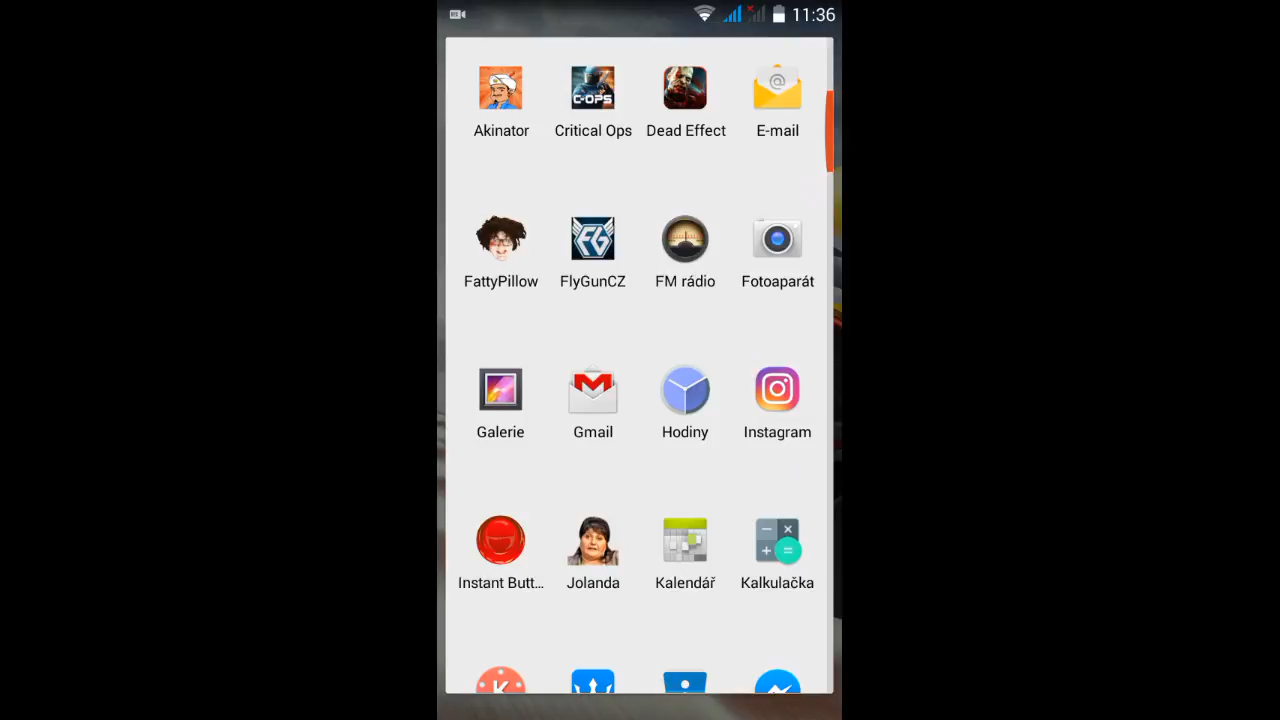 11:36
Akinator
Critical Ops
Dead Effect
E-mail
FattyPillow
FlyGunCZ
FM rádio
Fotoaparát
Galerie
Gmail
Hodiny
Instagram
Instant Butt...
Jolanda
Kalendář
Kalkulačka
C-OPS
FG
K